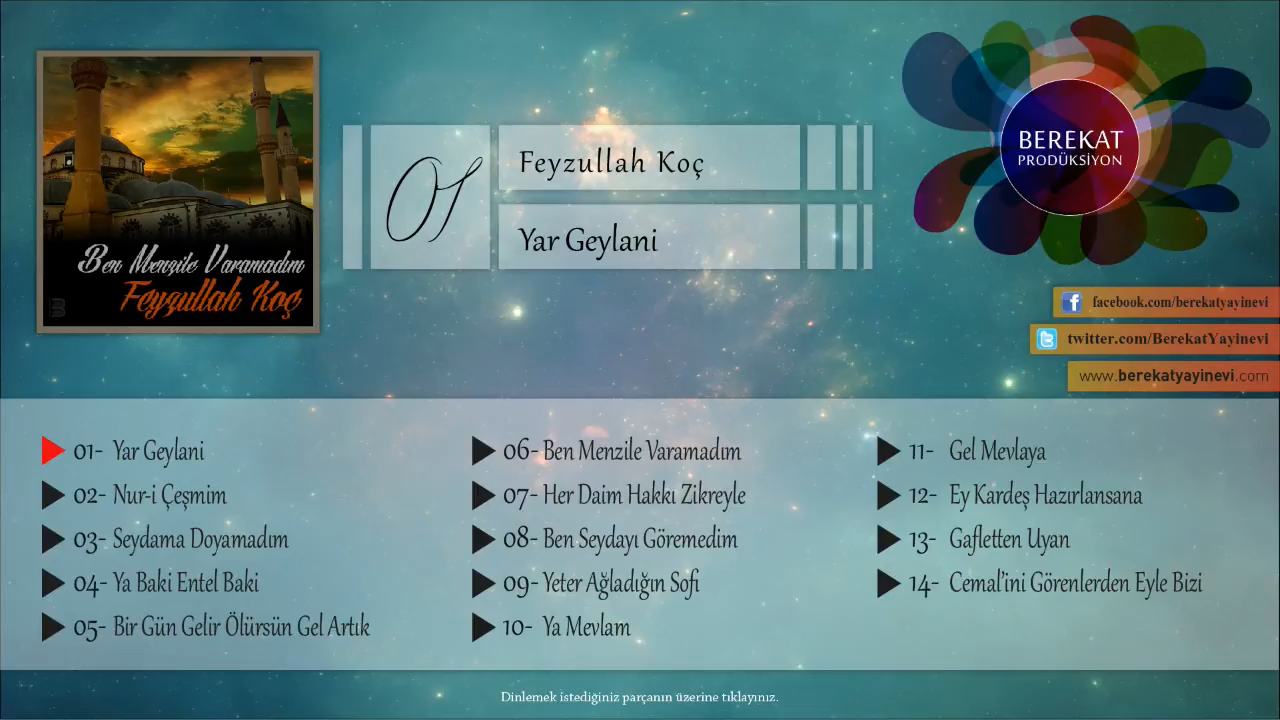 Ben Menzile Varamadım
Feyzullah Koç
01
Feyzullah Koç
Yar Geylani
BEREKAT
PRODÜKSİYON
facebook.com/berekatyayinevi
twitter.com/BerekatYayinevi
www.berekatyayinevi.com
01- Yar Geylani
02- Nur-i Çeşmim
03- Seydama Doyamadım
04- Ya Baki Entel Baki
05- Bir Gün Gelir Ölürsün Gel Artık
06- Ben Menzile Varamadım
07- Her Daim Hakkı Zikreyle
08- Ben Seydayı Göremedim
09- Yeter Ağladığın Sofi
10- Ya Mevlam
11- Gel Mevlaya
12- Ey Kardeş Hazırlansana
13- Gafletten Uyan
14- Cemal'ini Görenlerden Eyle Bizi
Dinlemek istediğiniz parçanın üzerine tıklayınız.